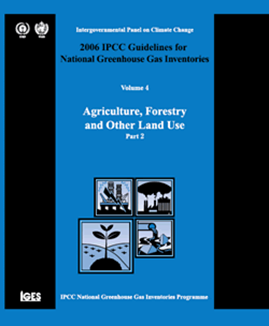 Intergovernmental Panel on Climate Change
2006 IPCC Guidelines for
National Greenhouse Gas Inventories
Volume 4
Agriculture, Forestry
and Other Land Use
Part 2
IGES
IPCC National Greenhouse Gas Inventories Programme